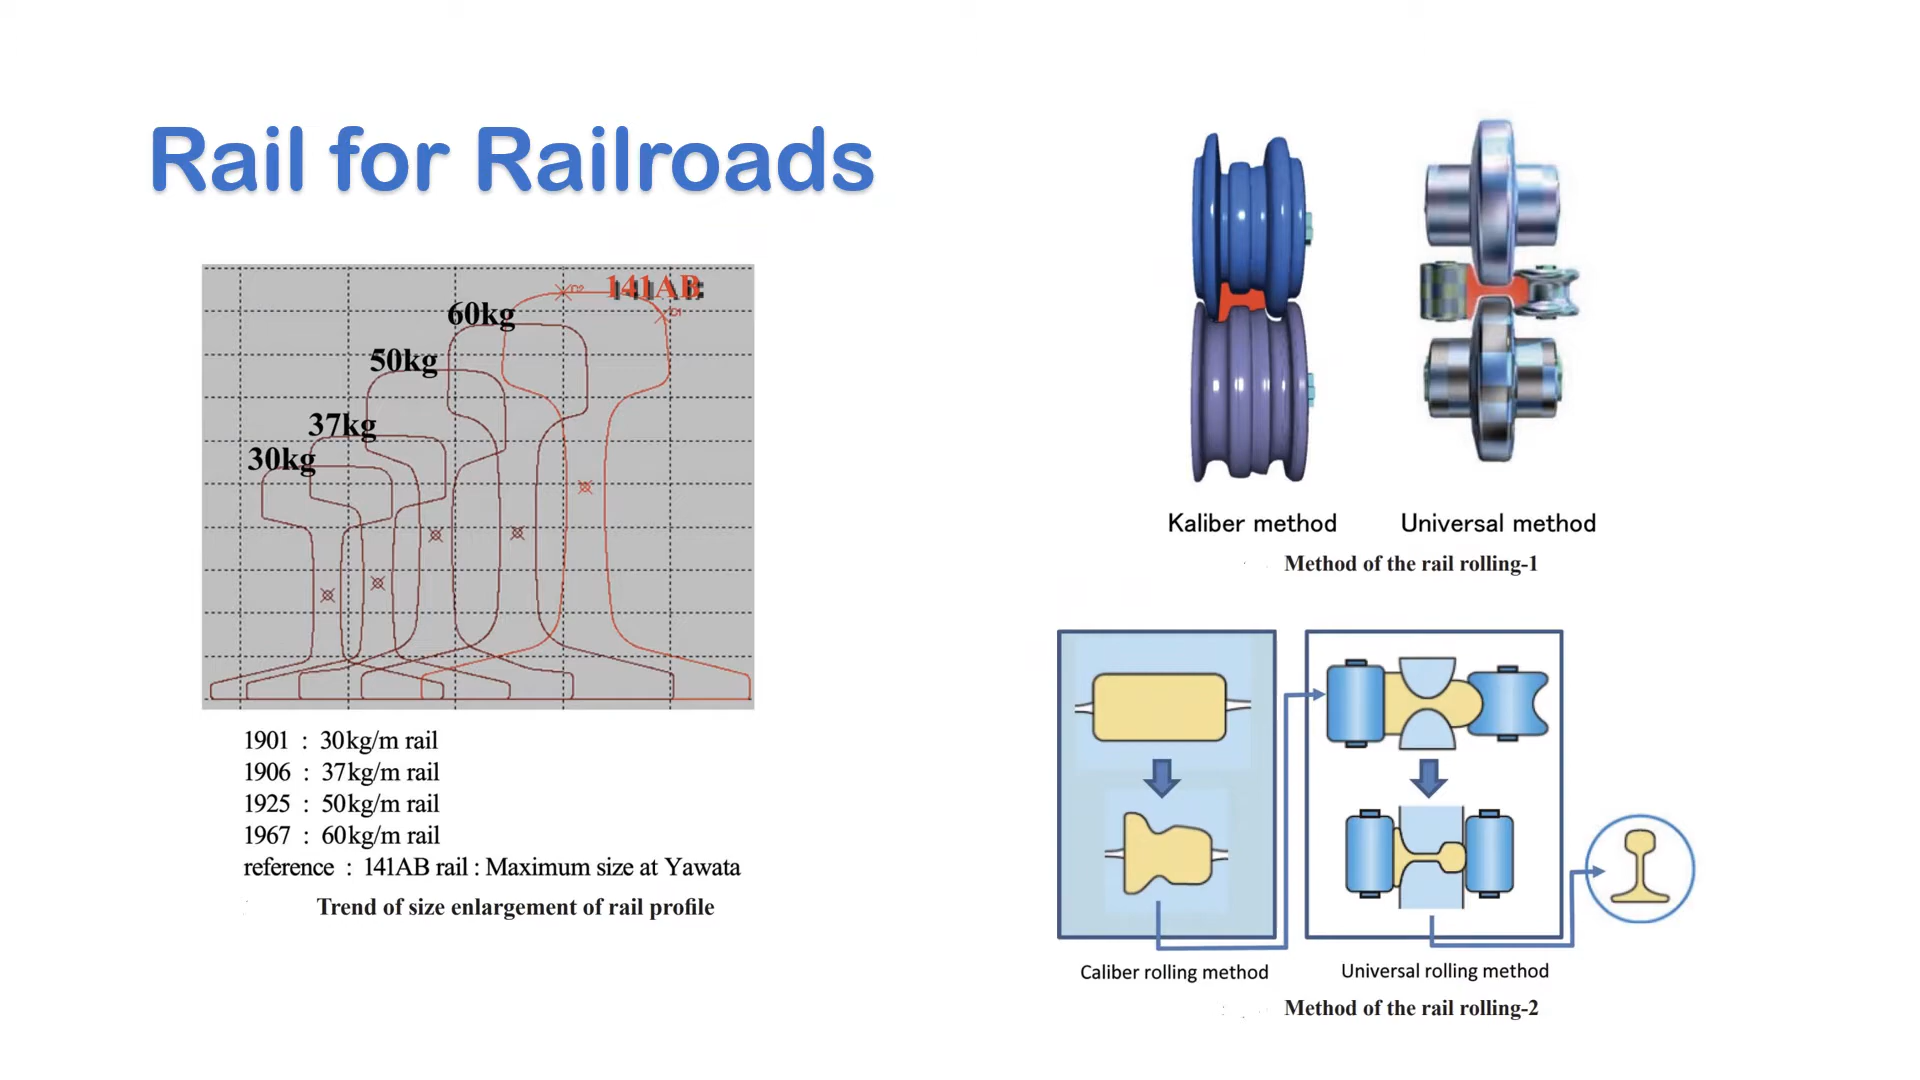 Rail for Railroads
141AB
60kg
50kg
37kg
30kg
1901 : 30kg/m rail
1906 : 37kg/m rail
1925 : 50kg/m rail
1967 : 60kg/m rail
reference : 141AB rail : Maximum size at Yawata
Trend of size enlargement of rail profile
Kaliber method
Universal method
Method of the rail rolling-1
Caliber rolling method
Universal rolling method
Method of the rail rolling-2